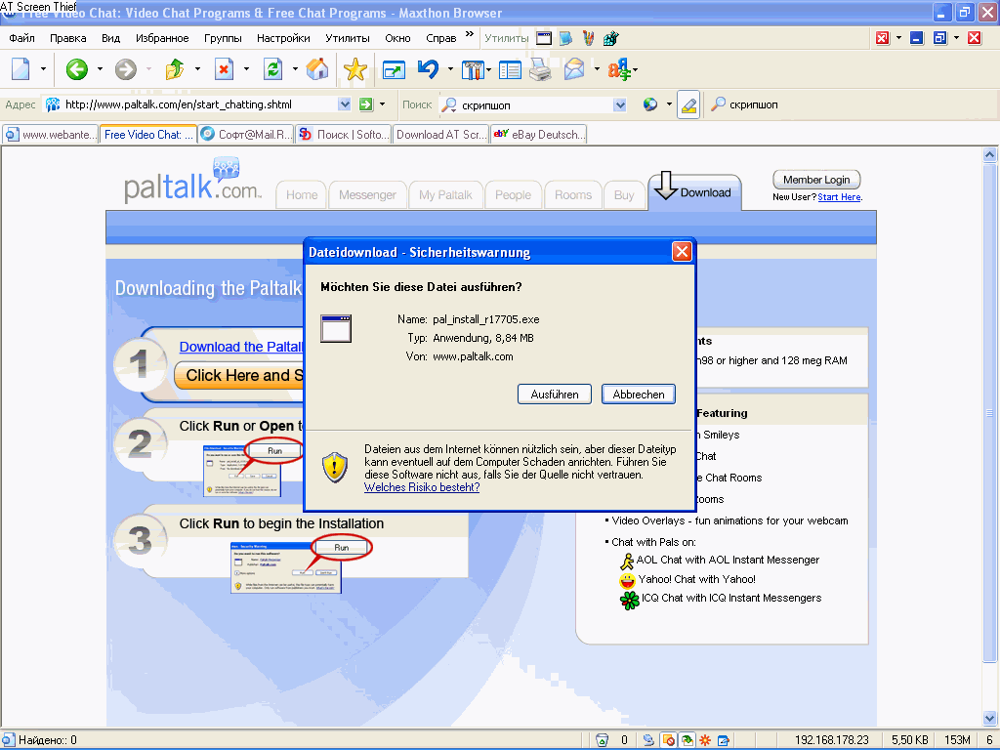 AT Screen Thief
Free Video Chat: Video Chat Programs & Free Chat Programs - Maxthon Browser
Файл Правка Вид Избранное Группы Настройки Утилиты Окно Справ » Утилиты
Адрес http://www.paltalk.com/en/start_chatting.shtml Поиск скрипшоп скрипшоп
www.webante... Free Video Chat: ... Софт@Mail.R... Поиск | Softo... Download AT Scr... eBay Deutsch...
paltalk.com
Home Messenger My Paltalk People Rooms Buy Download
Member Login
New User? Start Here.
Dateidownload - Sicherheitswarnung
Möchten Sie diese Datei ausführen?
Name: pal_install_r17705.exe
Typ: Anwendung, 8,84 MB
Von: www.paltalk.com
Ausführen Abbrechen
Dateien aus dem Internet können nützlich sein, aber dieser Dateityp
kann eventuell auf dem Computer Schaden anrichten. Führen Sie
diese Software nicht aus, falls Sie der Quelle nicht vertrauen.
Welches Risiko besteht?
Downloading the Paltalk
1
Download the Paltal
Click Here and S
2
Click Run or Open t
Run
3
Click Run to begin the Installation
Run
nts
n98 or higher and 128 meg RAM
Featuring
n Smileys
Chat
e Chat Rooms
ooms
• Video Overlays - fun animations for your webcam
• Chat with Pals on:
AOL Chat with AOL Instant Messenger
Yahoo! Chat with Yahoo!
ICQ Chat with ICQ Instant Messengers
Найдено:: 0 0 192.168.178.23 5,50 KB 153M 6